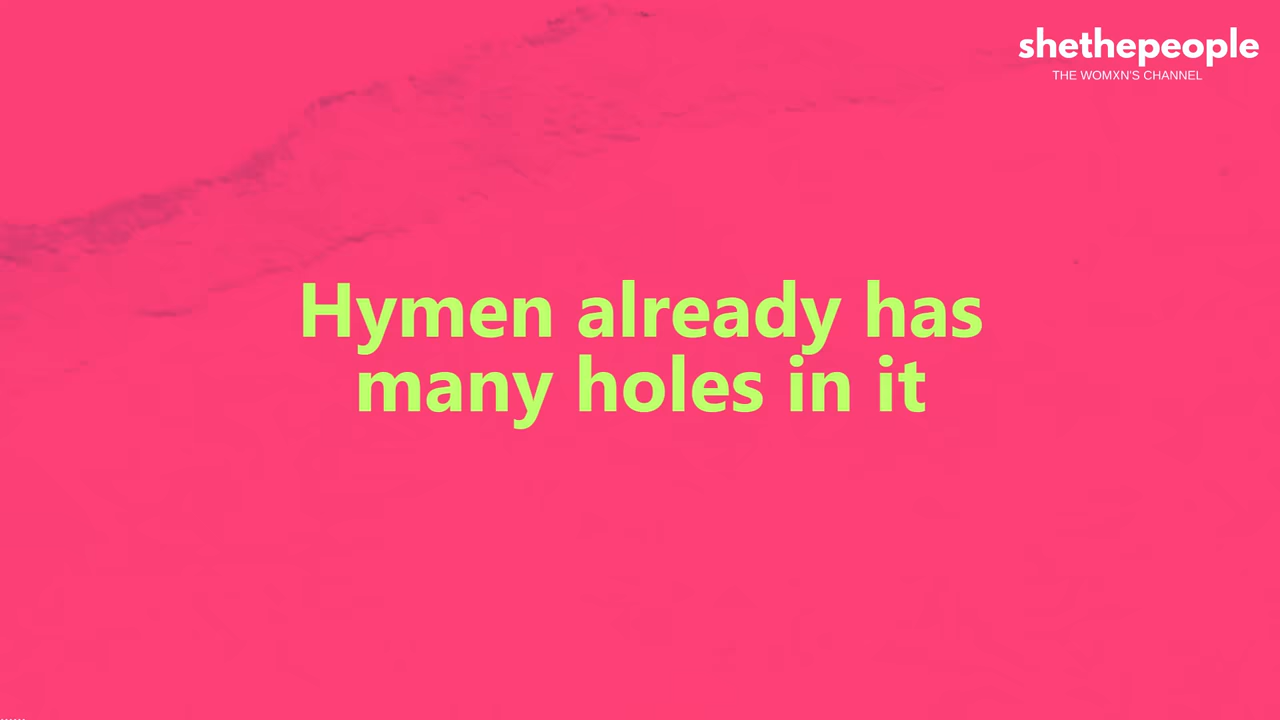 shethepeople
THE WOMXN'S CHANNEL
Hymen already has
many holes in it